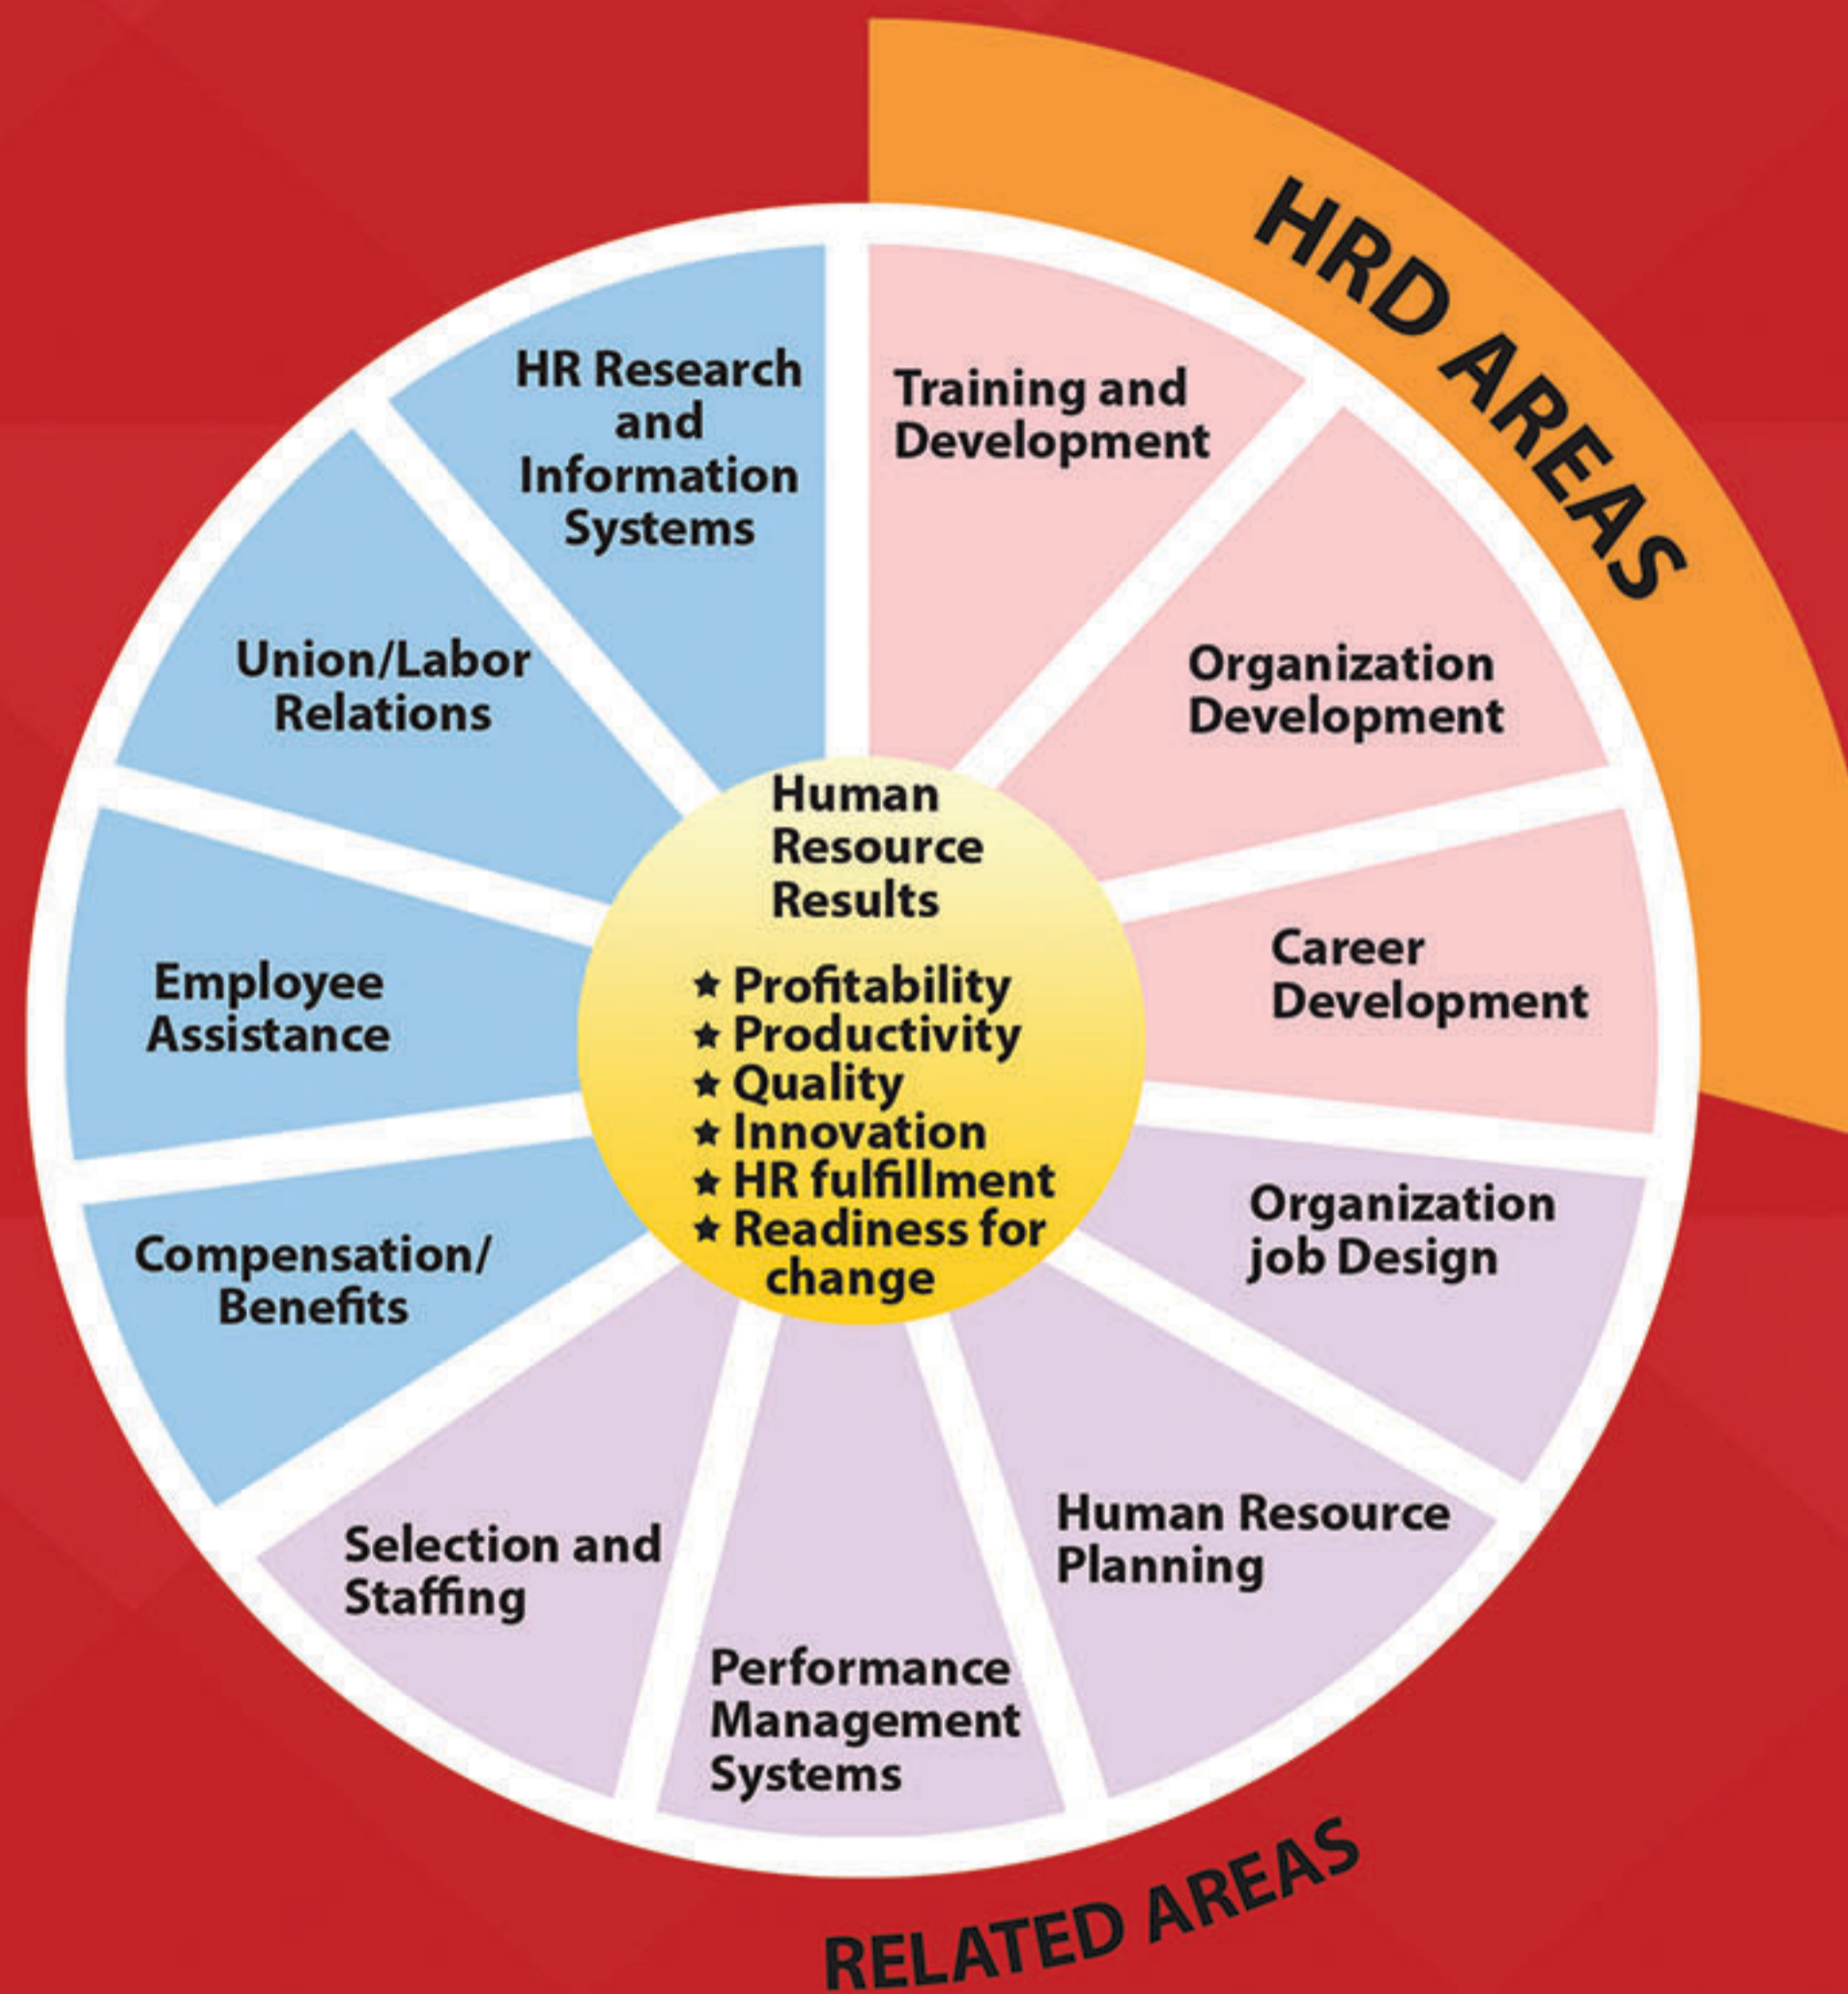 HRD AREAS
HR Research
and
Information
Systems
Training and
Development
Organization
Development
Career
Development
Organization
job Design
Human Resource
Planning
Performance
Management
Systems
Selection and
Staffing
Compensation/
Benefits
Employee
Assistance
Union/Labor
Relations
Human
Resource
Results
★ Profitability
★ Productivity
★ Quality
★ Innovation
★ HR fulfillment
★ Readiness for
change
RELATED AREAS